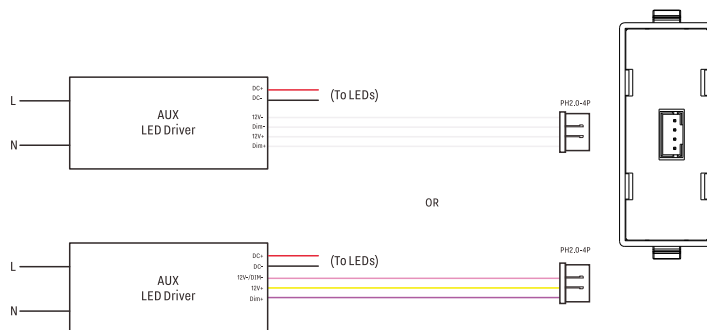 L
N
AUX
LED Driver
DC+
DC-
12V-
Dim-
12V+
Dim+
(To LEDs)
PH2.0-4P
OR
L
N
AUX
LED Driver
DC+
DC-
12V-/DIM-
12V+
Dim+
(To LEDs)
PH2.0-4P